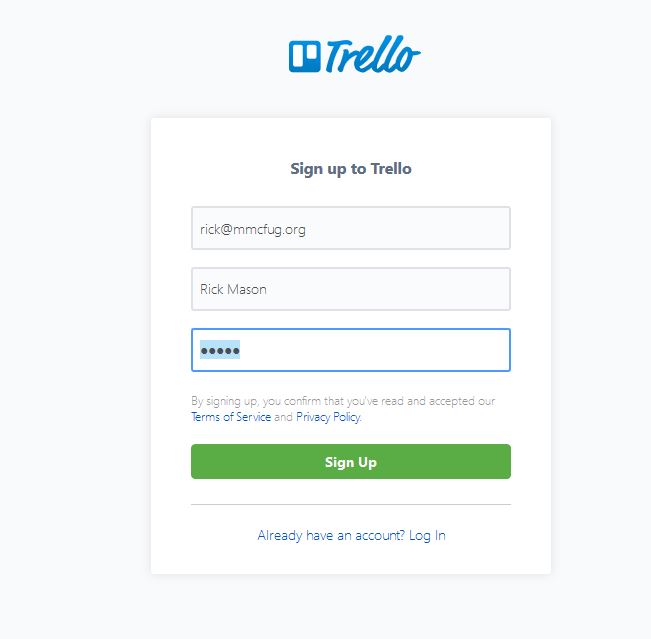 Trello
Sign up to Trello
rick@mmcfug.org
Rick Mason
•••••
By signing up, you confirm that you've read and accepted our
Terms of Service and Privacy Policy.
Sign Up
Already have an account? Log In